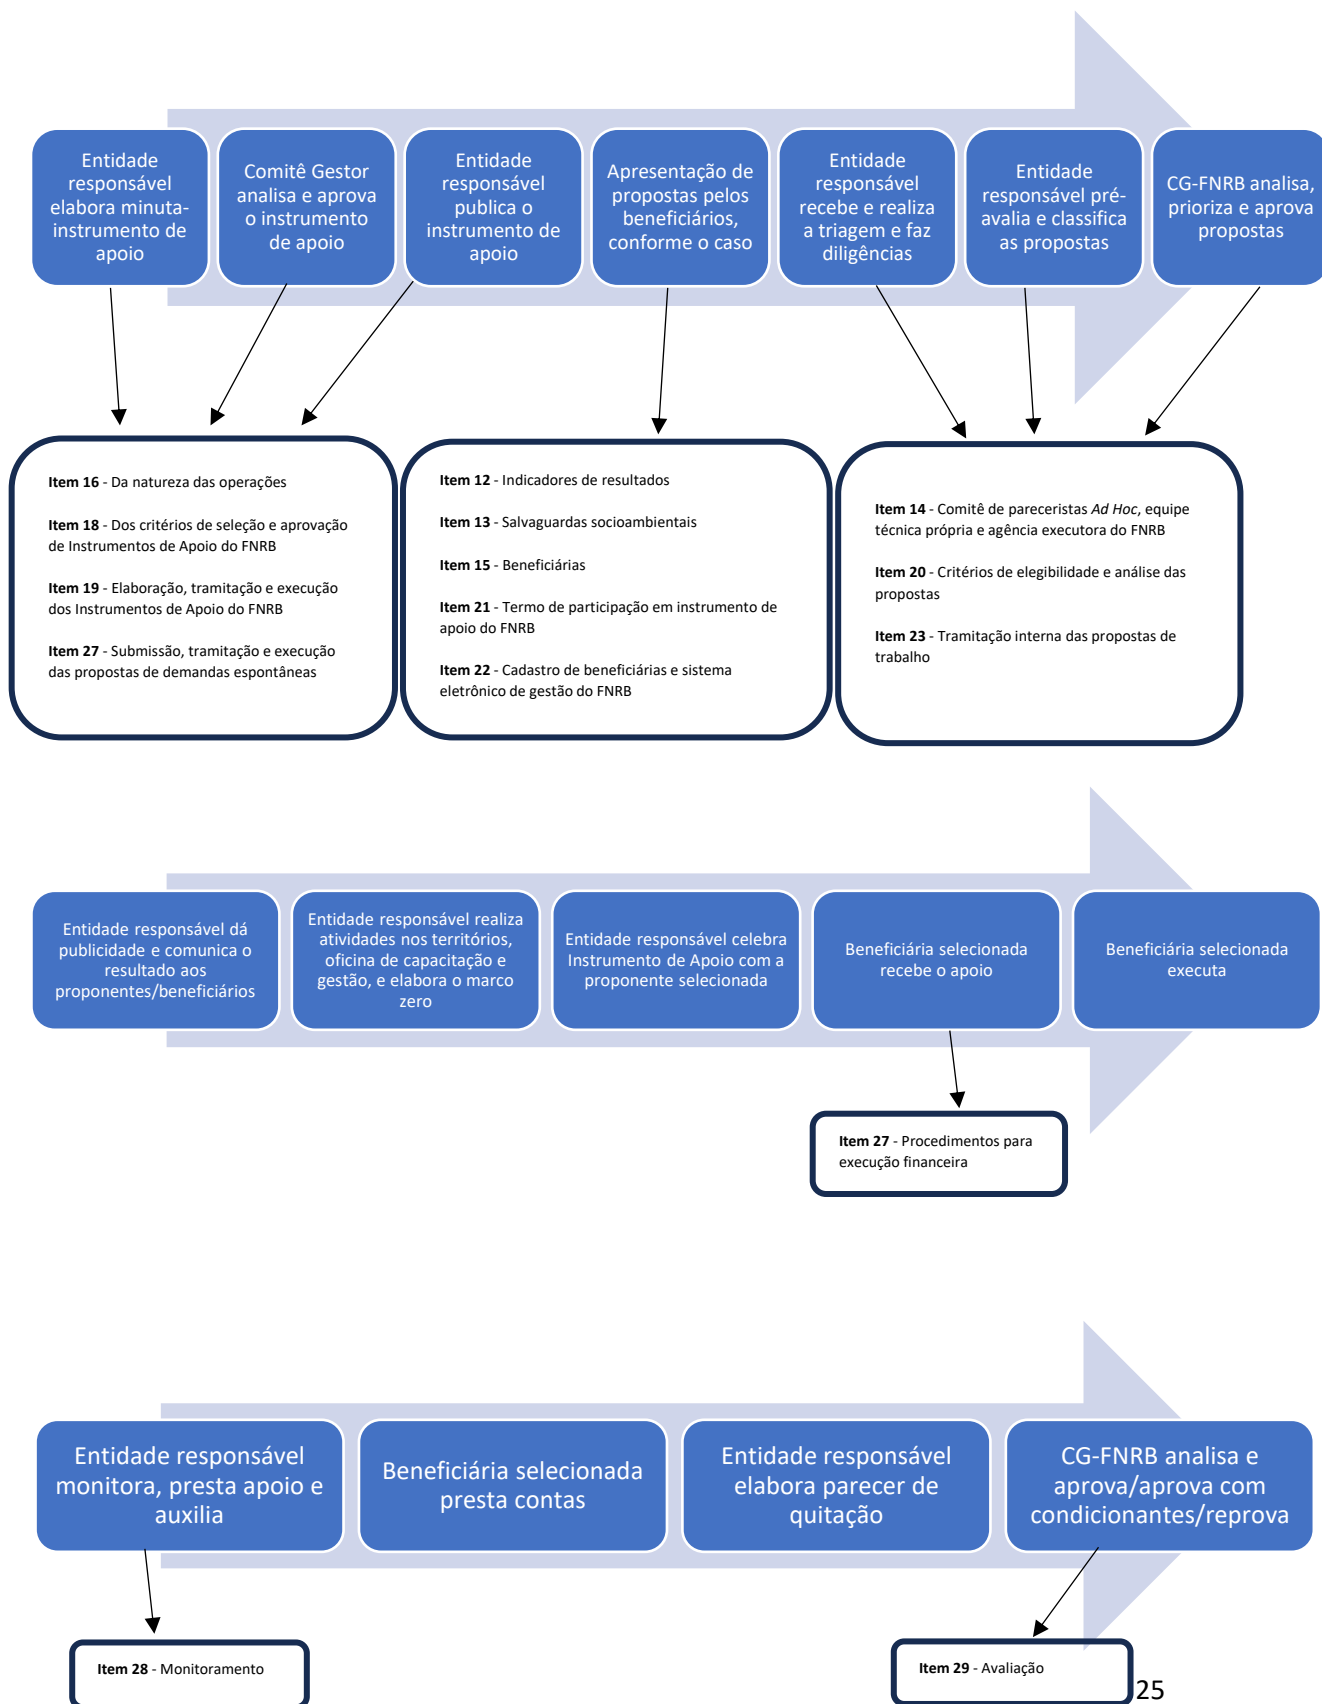 Entidade
responsável
elabora minuta-
instrumento de
apoio
Comitê Gestor
analisa e aprova
o instrumento
de apoio
Entidade
responsável
publica o
instrumento de
apoio
Apresentação de
propostas pelos
beneficiários,
conforme o caso
Entidade
responsável
recebe e realiza
a triagem e faz
diligências
Entidade
responsável pré-
avalia e classifica
as propostas
CG-FNRB analisa,
prioriza e aprova
propostas
Item 16 - Da natureza das operações
Item 18 - Dos critérios de seleção e aprovação
de Instrumentos de Apoio do FNRB
Item 19 - Elaboração, tramitação e execução
dos Instrumentos de Apoio do FNRB
Item 27 - Submissão, tramitação e execução
das propostas de demandas espontâneas
Item 12 - Indicadores de resultados
Item 13 - Salvaguardas socioambientais
Item 15 - Beneficiárias
Item 21 - Termo de participação em instrumento de
apoio do FNRB
Item 22 - Cadastro de beneficiárias e sistema
eletrônico de gestão do FNRB
Item 14 - Comitê de pareceristas Ad Hoc, equipe
técnica própria e agência executora do FNRB
Item 20 - Critérios de elegibilidade e análise das
propostas
Item 23 - Tramitação interna das propostas de
trabalho
Entidade responsável dá
publicidade e comunica o
resultado aos
proponentes/beneficiários
Entidade responsável realiza
atividades nos territórios,
oficina de capacitação e
gestão, e elabora o marco
zero
Entidade responsável celebra
Instrumento de Apoio com a
proponente selecionada
Beneficiária selecionada
recebe o apoio
Beneficiária selecionada
executa
Item 27 - Procedimentos para
execução financeira
Entidade responsável
monitora, presta apoio e
auxilia
Beneficiária selecionada
presta contas
Entidade responsável
elabora parecer de
quitação
CG-FNRB analisa e
aprova/aprova com
condicionantes/reprova
Item 28 - Monitoramento
Item 29 - Avaliação
25